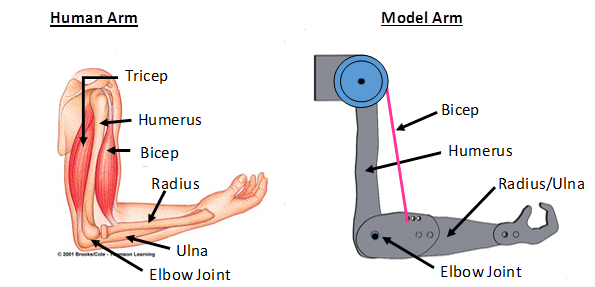 Human Arm
Tricep
Humerus
Bicep
Radius
Ulna
Elbow Joint
© 2001 Brooks/Cole - Thomson Learning
Model Arm
Bicep
Humerus
Radius/Ulna
Elbow Joint